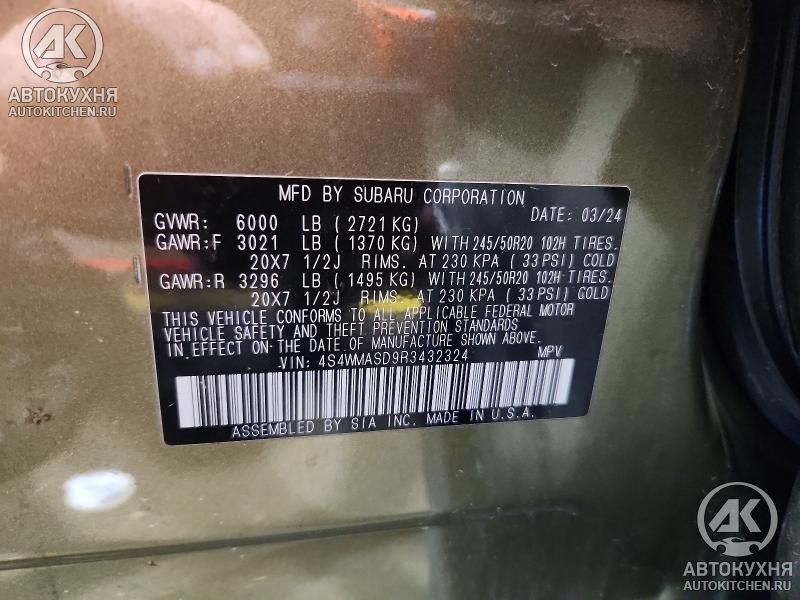 AK
АВТОКУХНЯ
AUTOKITCHEN.RU
MFD BY SUBARU CORPORATION
DATE: 03/24
GVWR: 6000 LB ( 2721 KG)
GAWR:F 3021 LB ( 1370 KG) WITH 245/50R20 102H TIRES.
20X7 1/2J RIMS. AT 230 KPA ( 33 PSI) COLD
GAWR:R 3296 LB ( 1495 KG) WITH 245/50R20 102H TIRES.
20X7 1/2J RIMS. AT 230 KPA ( 33 PSI) COLD
THIS VEHICLE CONFORMS TO ALL APPLICABLE FEDERAL MOTOR
VEHICLE SAFETY AND THEFT PREVENTION STANDARDS
IN EFFECT ON THE DATE OF MANUFACTURE SHOWN ABOVE.
VIN: 4S4WMASD9R3432324 MPV
ASSEMBLED BY SIA INC. MADE IN U.S.A.
AK
АВТОКУХНЯ
AUTOKITCHEN.RU